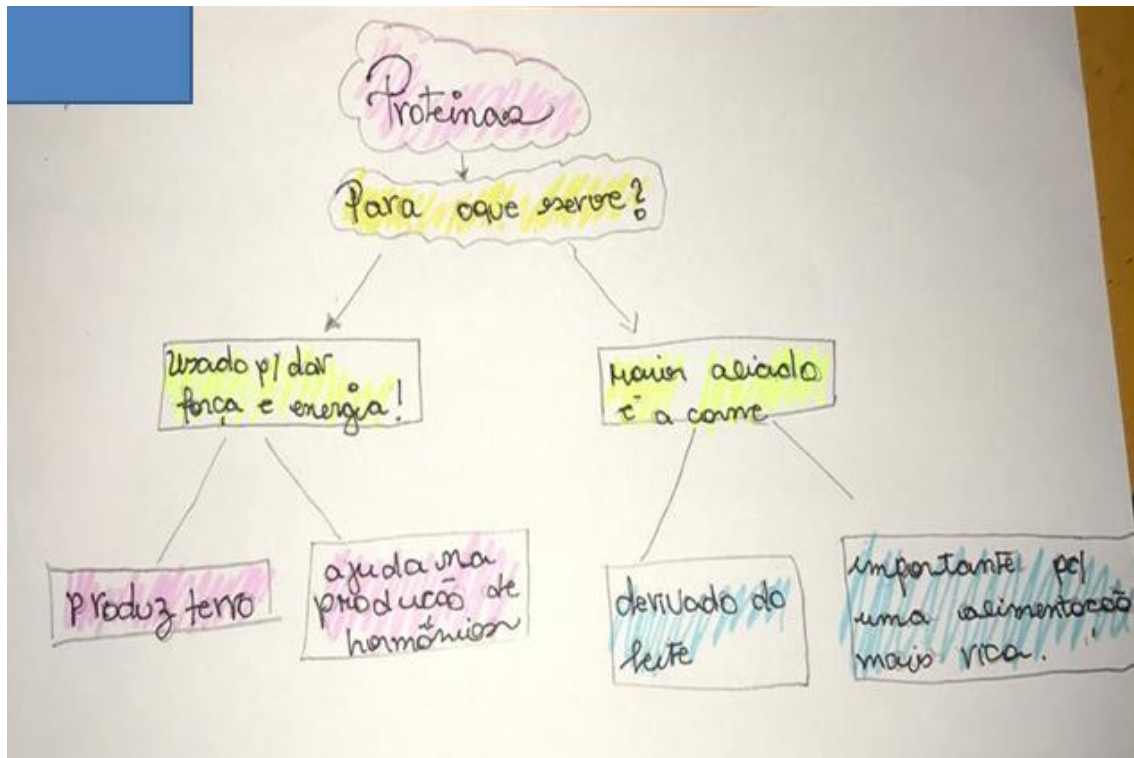 Proteinas
Para oque serve?
Usado p/ dar
força e energia!
maior aliado
é a carne
produz ferro
ajuda na
produção de
hormônios
derivado do
leite
importante p/
uma alimentação
mais rica.